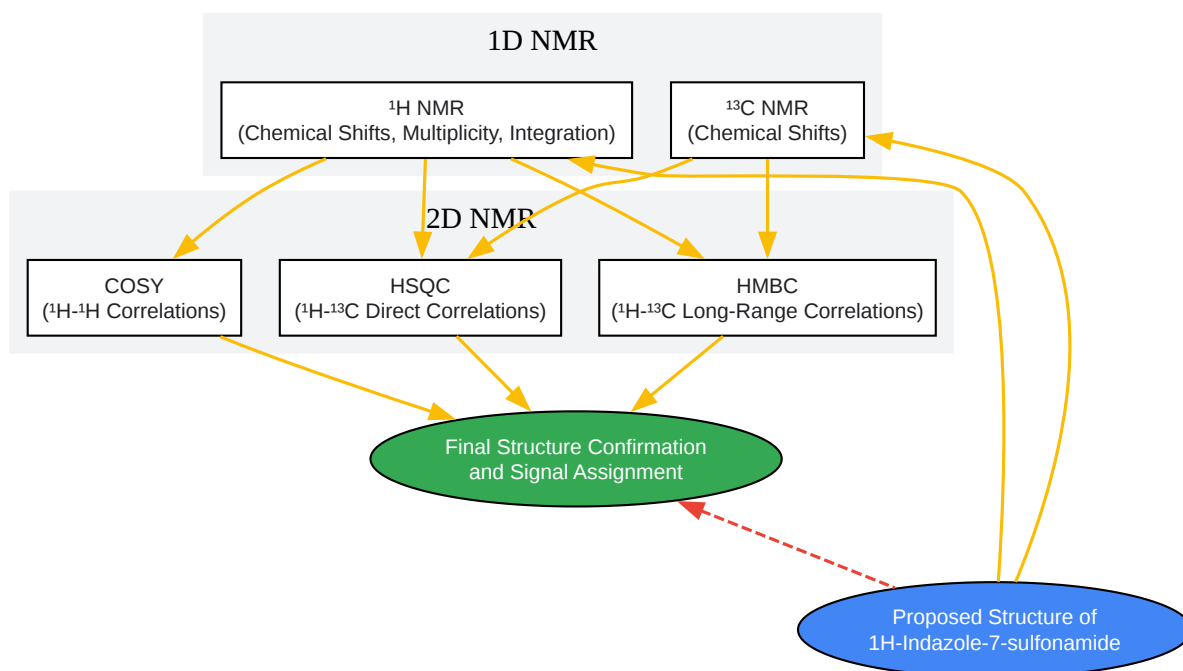 1D NMR
¹H NMR
(Chemical Shifts, Multiplicity, Integration)
¹³C NMR
(Chemical Shifts)
2D NMR
COSY
(¹H-¹H Correlations)
HSQC
(¹H-¹³C Direct Correlations)
HMBC
(¹H-¹³C Long-Range Correlations)
Final Structure Confirmation
and Signal Assignment
Proposed Structure of
1H-Indazole-7-sulfonamide